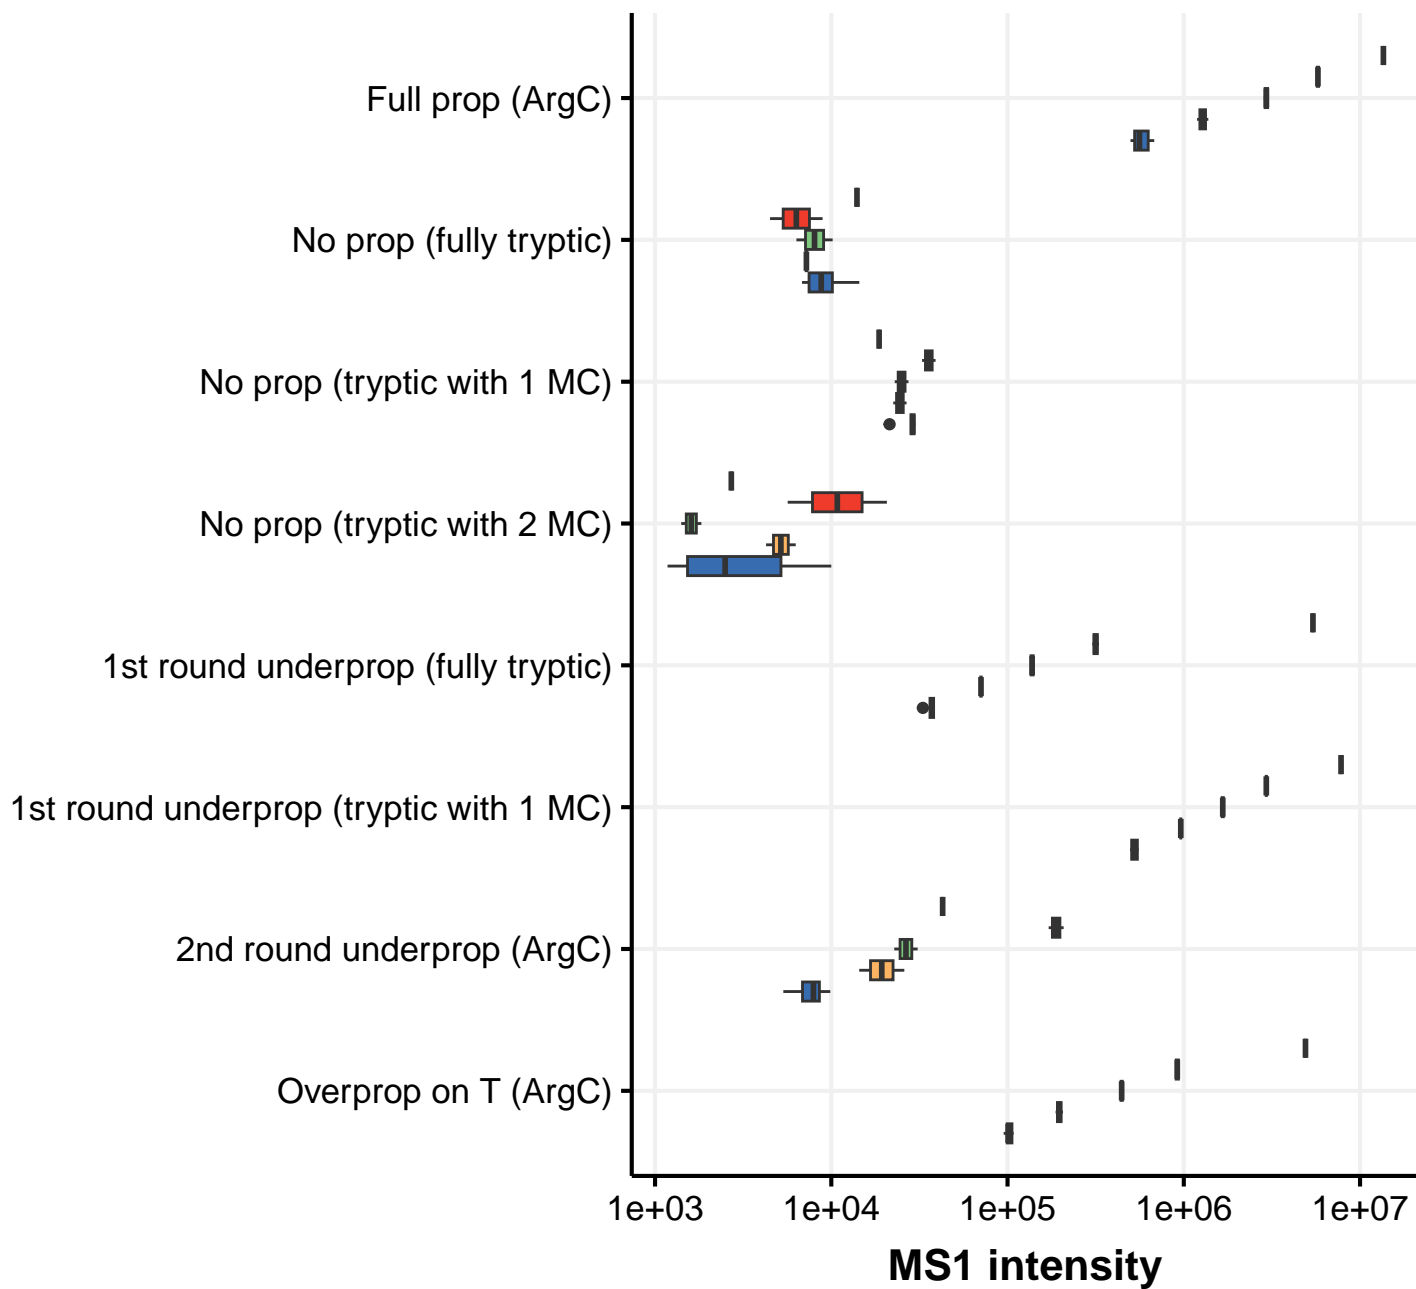 Full prop (ArgC)
No prop (fully tryptic)
No prop (tryptic with 1 MC)
No prop (tryptic with 2 MC)
1st round underprop (fully tryptic)
1st round underprop (tryptic with 1 MC)
2nd round underprop (ArgC)
Overprop on T (ArgC)
1e+03 1e+04 1e+05 1e+06 1e+07
MS1 intensity